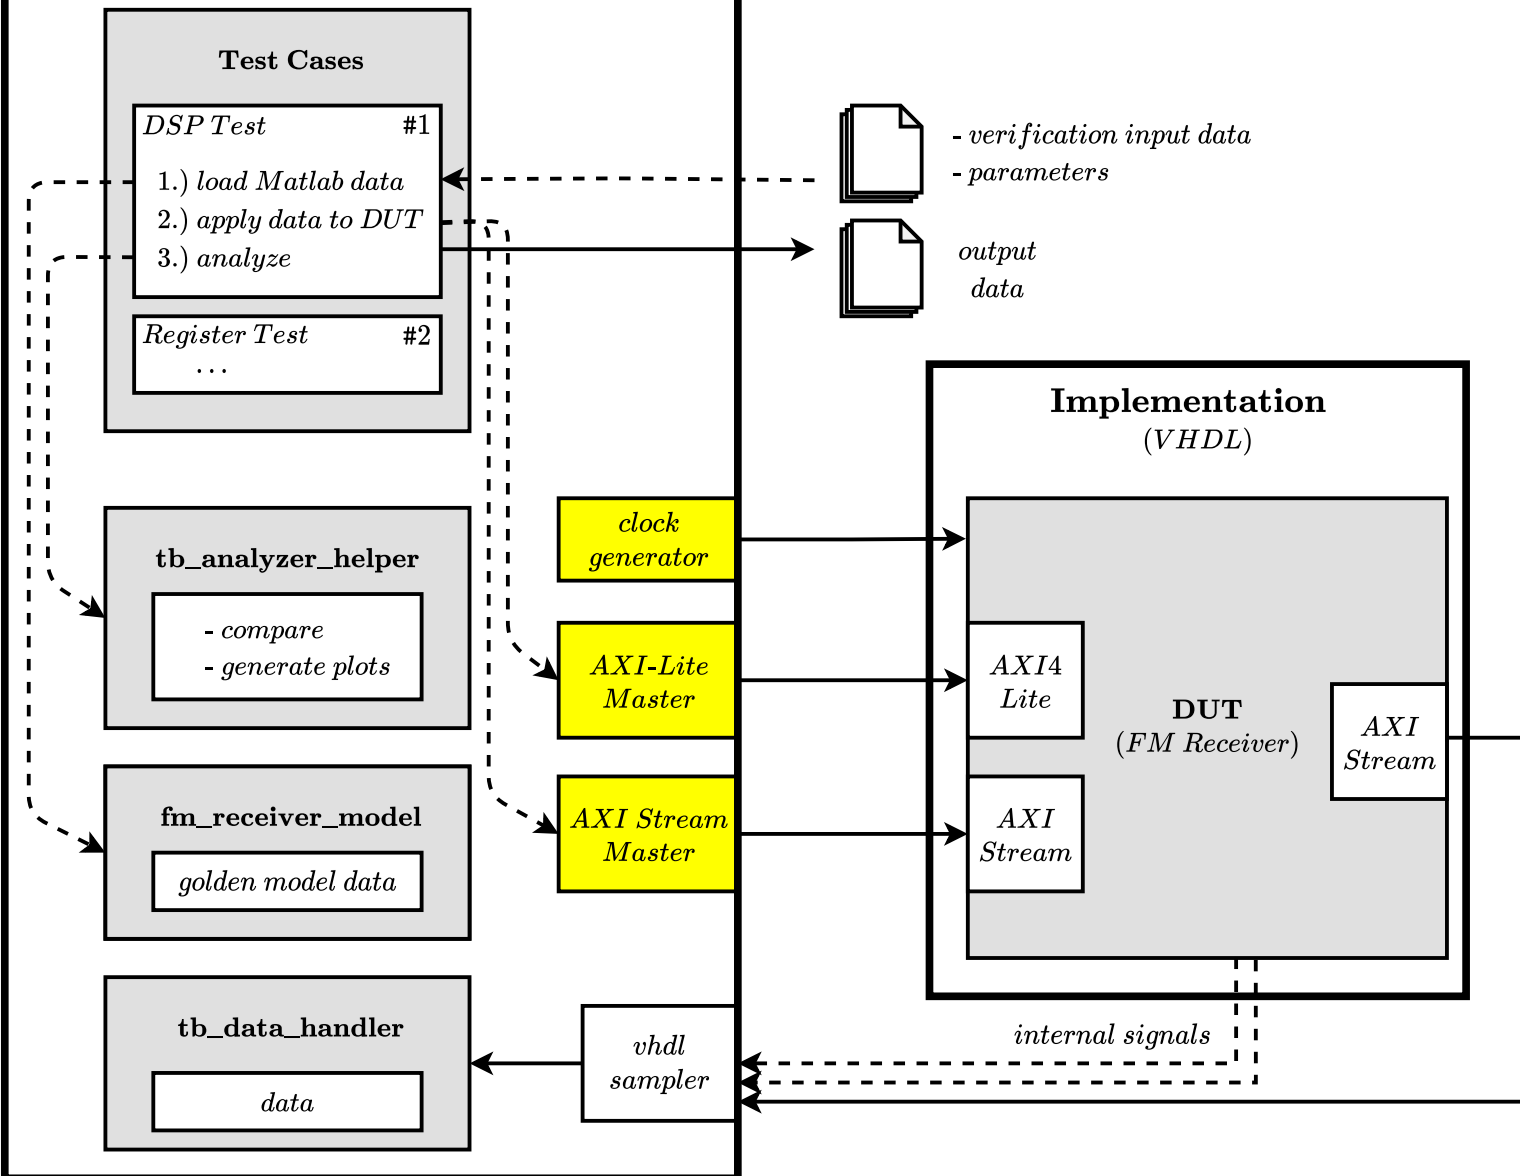 Test Cases
DSP Test #1
1.) load Matlab data
2.) apply data to DUT
3.) analyze
Register Test #2
...
- verification input data
- parameters
output
data
Implementation
(VHDL)
clock
generator
tb_analyzer_helper
- compare
- generate plots
AXI-Lite
Master
AXI4
Lite
DUT
(FM Receiver)
AXI
Stream
fm_receiver_model
golden model data
AXI Stream
Master
AXI
Stream
tb_data_handler
data
vhdl
sampler
internal signals